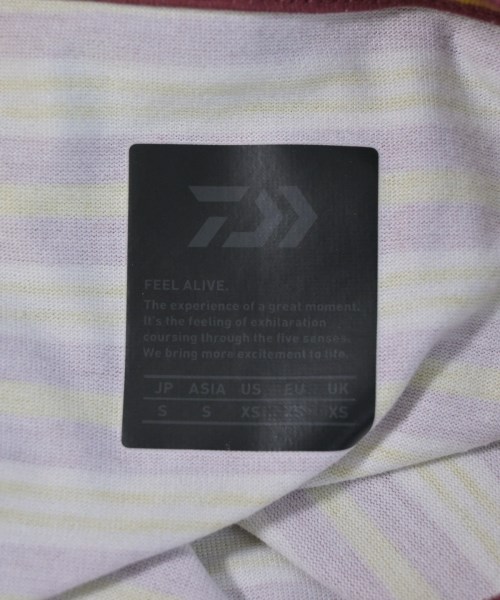 FEEL ALIVE.
The experience of a great moment.
It's the feeling of exhilaration
coursing through the five senses.
We bring more excitement to life.
JP ASIA US EU UK
S S XS XS XS